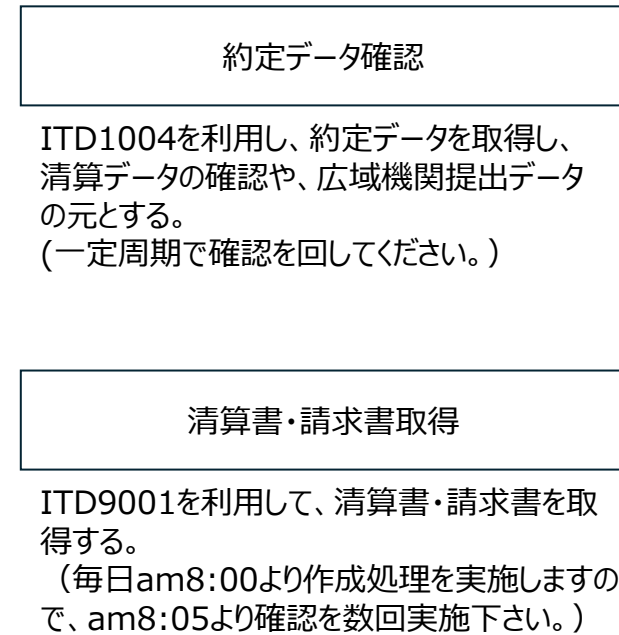 約定データ確認
ITD1004を利用し、約定データを取得し、
清算データの確認や、広域機関提出データ
の元とする。
(一定周期で確認を回してください。）
清算書・請求書取得
ITD9001を利用して、清算書・請求書を取
得する。
（毎日am8:00より作成処理を実施しますの
で、am8:05より確認を数回実施下さい。）